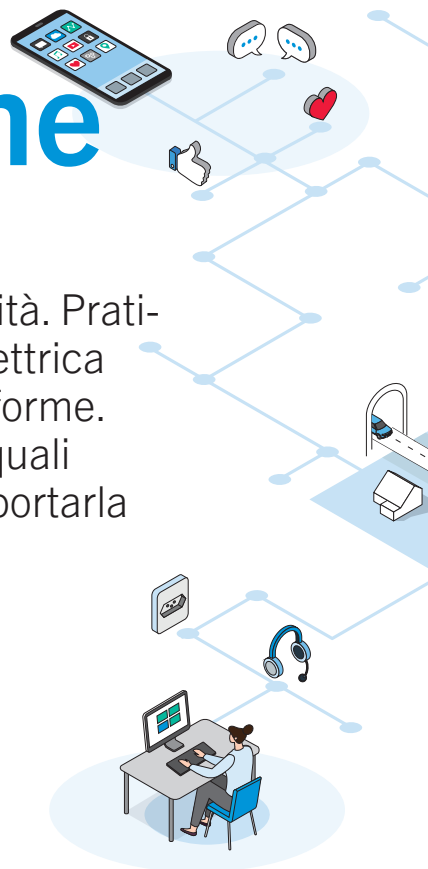 ne
ità. Prati-
ettrica
forme.
quali
portarla